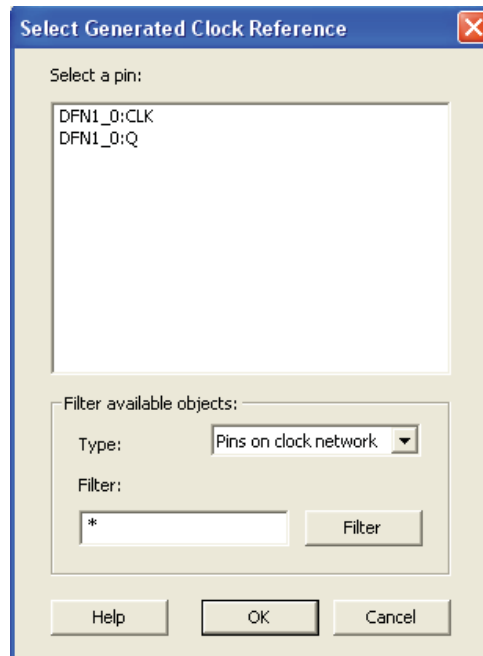 Select Generated Clock Reference
Select a pin:
DFN1_0:CLK
DFN1_0:Q
Filter available objects:
Type: Pins on clock network
Filter:
* Filter
Help OK Cancel